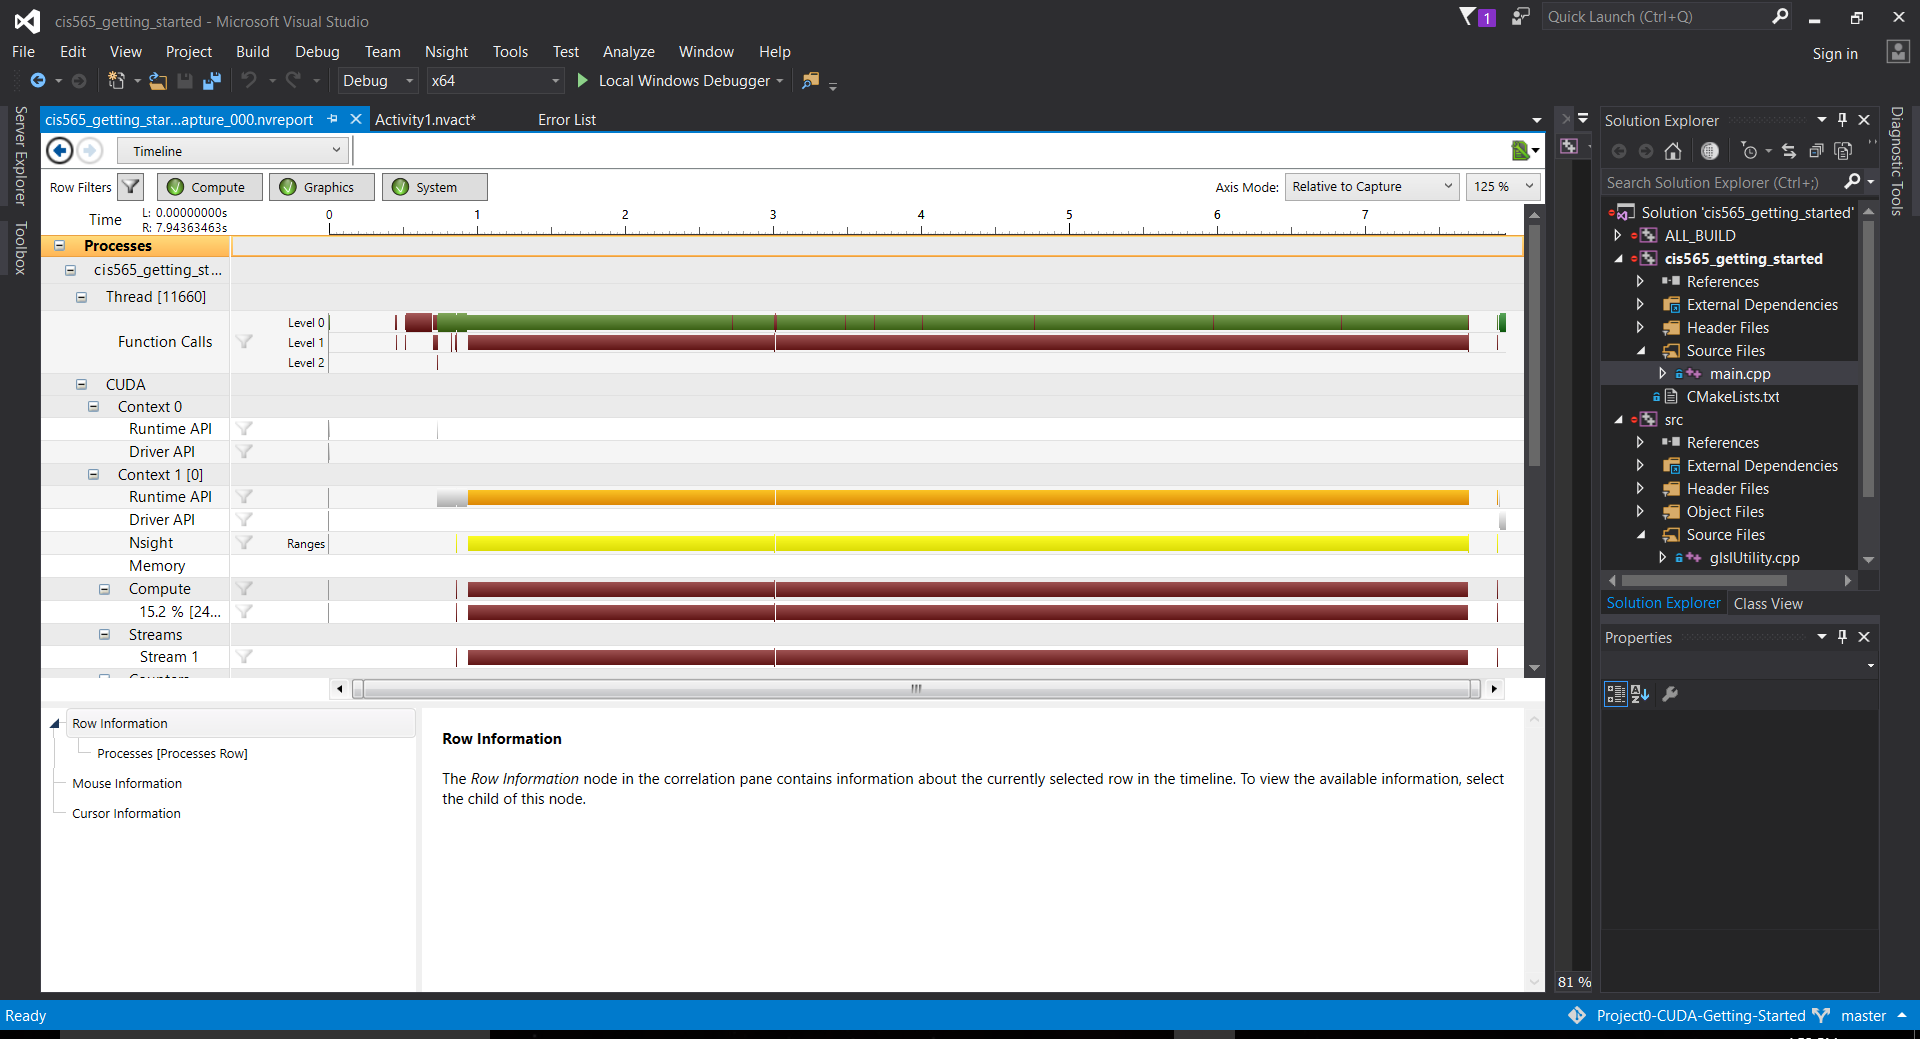 cis565_getting_started - Microsoft Visual Studio
1
Quick Launch (Ctrl+Q)
File Edit View Project Build Debug Team Nsight Tools Test Analyze Window Help
Sign in
Debug x64 Local Windows Debugger
Server Explorer
Toolbox
cis565_getting_star...apture_000.nvreport Activity1.nvact* Error List
Timeline
Row Filters Compute Graphics System Axis Mode: Relative to Capture 125 %
Time L: 0.00000000s 0 1 2 3 4 5 6 7
R: 7.94363463s
Processes
cis565_getting_st...
Thread [11660]
Function Calls
Level 0
Level 1
Level 2
CUDA
Context 0
Runtime API
Driver API
Context 1 [0]
Runtime API
Driver API
Nsight Ranges
Memory
Compute
15.2 % [24...
Streams
Stream 1
Counters
Row Information
Processes [Processes Row]
Mouse Information
Cursor Information
Row Information
The Row Information node in the correlation pane contains information about the currently selected row in the timeline. To view the available information, select
the child of this node.
81 %
Solution Explorer
Search Solution Explorer (Ctrl+;)
Solution 'cis565_getting_started'
ALL_BUILD
cis565_getting_started
References
External Dependencies
Header Files
Source Files
main.cpp
CMakeLists.txt
src
References
External Dependencies
Header Files
Object Files
Source Files
glslUtility.cpp
Solution Explorer Class View
Properties
Diagnostic Tools
Ready
Project0-CUDA-Getting-Started master